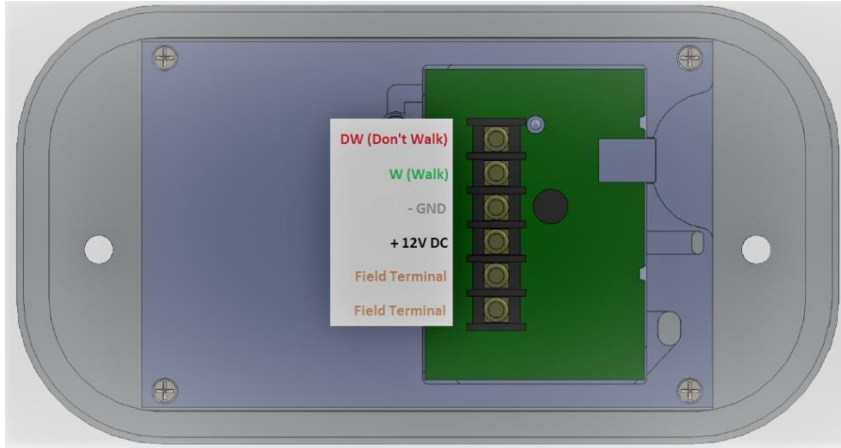 DW (Don't Walk)
W (Walk)
- GND
+ 12V DC
Field Terminal
Field Terminal